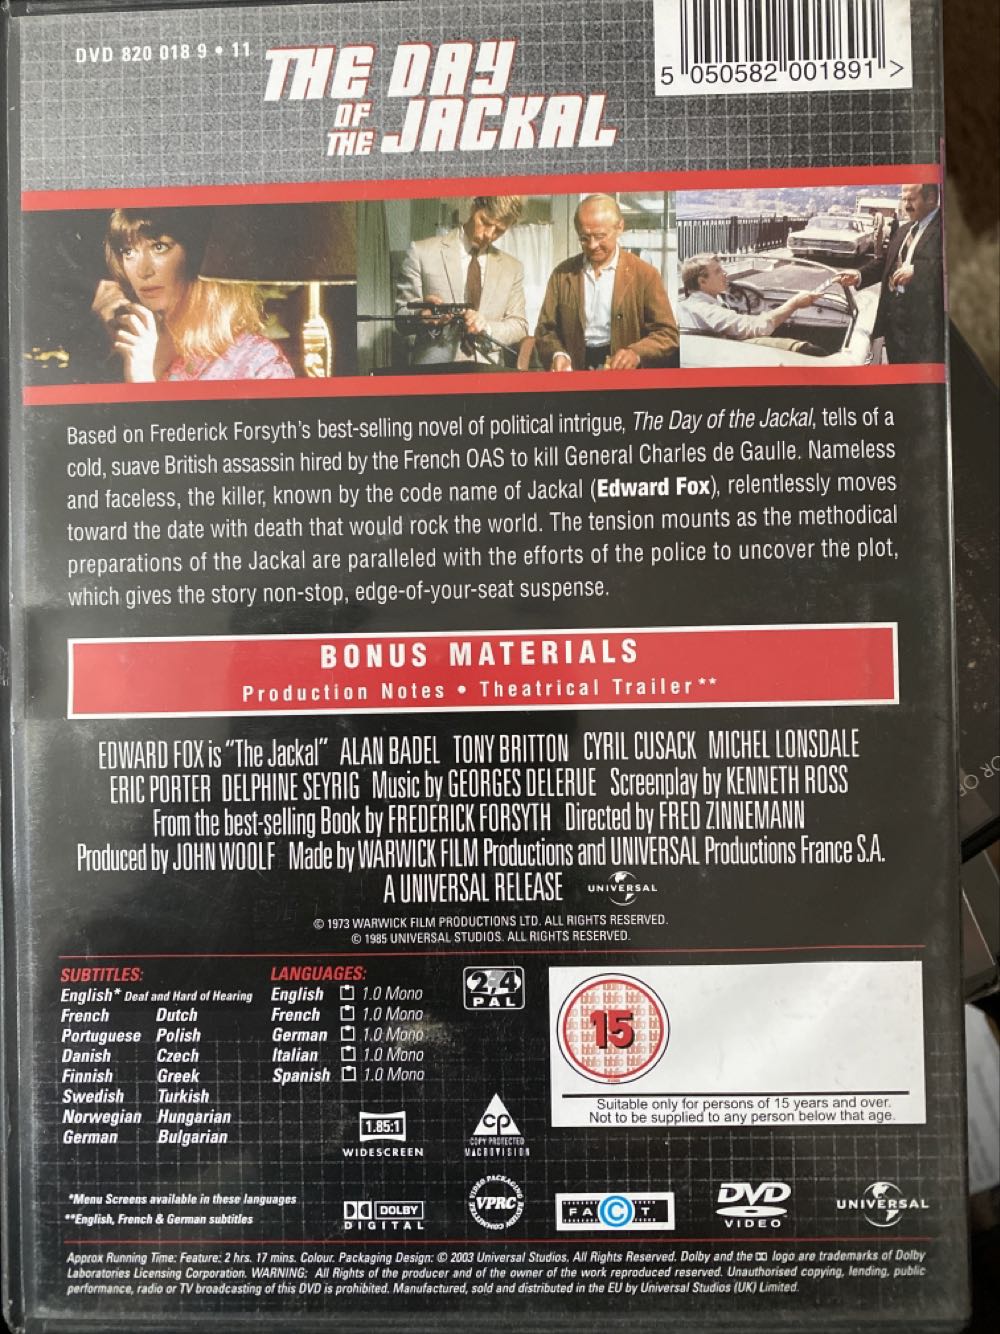 DVD 820 018 9 • 11
THE DAY
OF
THE JACKAL
5 050582 001891 >
Based on Frederick Forsyth's best-selling novel of political intrigue, The Day of the Jackal, tells of a
cold, suave British assassin hired by the French OAS to kill General Charles de Gaulle. Nameless
and faceless, the killer, known by the code name of Jackal (Edward Fox), relentlessly moves
toward the date with death that would rock the world. The tension mounts as the methodical
preparations of the Jackal are paralleled with the efforts of the police to uncover the plot,
which gives the story non-stop, edge-of-your-seat suspense.
BONUS MATERIALS
Production Notes • Theatrical Trailer**
EDWARD FOX is "The Jackal" ALAN BADEL TONY BRITTON CYRIL CUSACK MICHEL LONSDALE
ERIC PORTER DELPHINE SEYRIG Music by GEORGES DELERUE Screenplay by KENNETH ROSS
From the best-selling Book by FREDERICK FORSYTH Directed by FRED ZINNEMANN
Produced by JOHN WOOLF Made by WARWICK FILM Productions and UNIVERSAL Productions France S.A.
A UNIVERSAL RELEASE UNIVERSAL
© 1973 WARWICK FILM PRODUCTIONS LTD. ALL RIGHTS RESERVED.
© 1985 UNIVERSAL STUDIOS. ALL RIGHTS RESERVED.
SUBTITLES:
English* Deaf and Hard of Hearing
French Dutch
Portuguese Polish
Danish Czech
Finnish Greek
Swedish Turkish
Norwegian Hungarian
German Bulgarian
LANGUAGES:
English 1.0 Mono
French 1.0 Mono
German 1.0 Mono
Italian 1.0 Mono
Spanish 1.0 Mono
2,4
PAL
15
Suitable only for persons of 15 years and over.
Not to be supplied to any person below that age.
1.85:1
WIDESCREEN
CP
COPY PROTECTED
MACROVISION
*Menu Screens available in these languages
**English, French & German subtitles
DOLBY
DIGITAL
VIDEO PACKAGING REVIEW COMMITTEE
VPRC
FACT
DVD
VIDEO
UNIVERSAL
Approx Running Time: Feature: 2 hrs. 17 mins. Colour. Packaging Design: © 2003 Universal Studios. All Rights Reserved. Dolby and the logo are trademarks of Dolby
Laboratories Licensing Corporation. WARNING: All Rights of the producer and of the owner of the work reproduced reserved. Unauthorised copying, lending, public
performance, radio or TV broadcasting of this DVD is prohibited. Manufactured, sold and distributed in the EU by Universal Studios (UK) Limited.